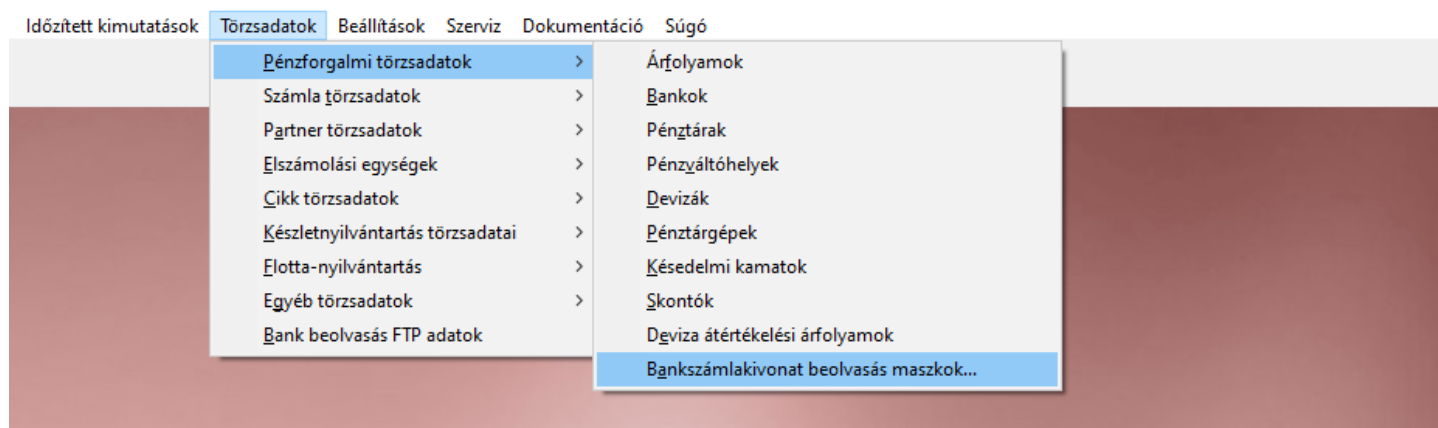 Időzített kimutatások Törzsadatok Beállítások Szerviz Dokumentáció Súgó
Pénzforgalmi törzsadatok >
Számla törzsadatok >
Partner törzsadatok >
Elszámolási egységek >
Cikk törzsadatok >
Készletnyilvántartás törzsadatai >
Flotta-nyilvántartás >
Egyéb törzsadatok >
Bank beolvasás FTP adatok
Árfolyamok
Bankok
Pénztárak
Pénzváltóhelyek
Devizák
Pénztárgépek
Késedelmi kamatok
Skontók
Deviza átértékelési árfolyamok
Bankszámlakivonat beolvasás maszkok...